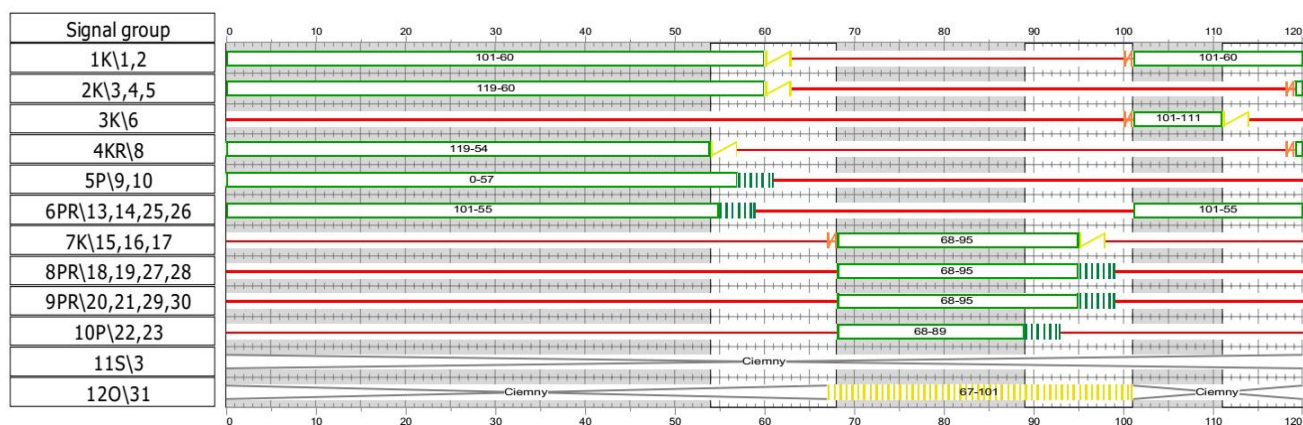 Signal group 0 10 20 30 40 50 60 70 80 90 100 110 120
1K\1,2 101-60 101-60
2K\3,4,5 119-60
3K\6 101-111
4KR\8 119-54
5P\9,10 0-57
6PR\13,14,25,26 101-55 101-55
7K\15,16,17 68-95
8PR\18,19,27,28 68-95
9PR\20,21,29,30 68-95
10P\22,23 68-89
11S\3 Ciemny
12O\31 Ciemny 67-101 Ciemny
0 10 20 30 40 50 60 70 80 90 100 110 120